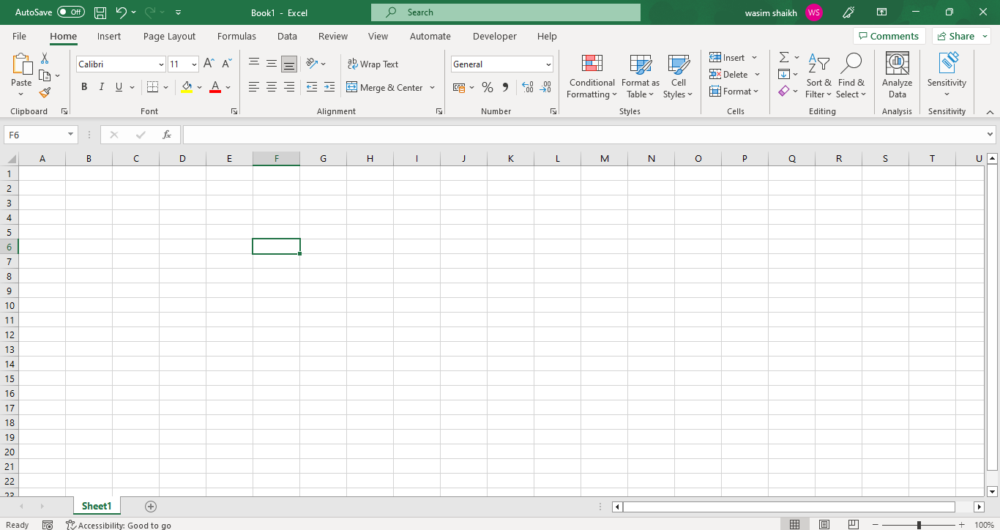 AutoSave Off Book1 - Excel Search wasim shaikh WS
File Home Insert Page Layout Formulas Data Review View Automate Developer Help Comments Share
Paste
Clipboard
Calibri 11
B I U A
Font
ab Wrap Text
Merge & Center
Alignment
General
% 9 .00 .00
Number
Conditional Formatting
Format as Table
Cell Styles
Styles
Insert
Delete
Format
Cells
Sort & Filter
Find & Select
Editing
Analyze Data
Analysis
Sensitivity
Sensitivity
F6 fx
A B C D E F G H I J K L M N O P Q R S T U
1
2
3
4
5
6
7
8
9
10
11
12
13
14
15
16
17
18
19
20
21
22
23
Sheet1
Ready Accessibility: Good to go 100%